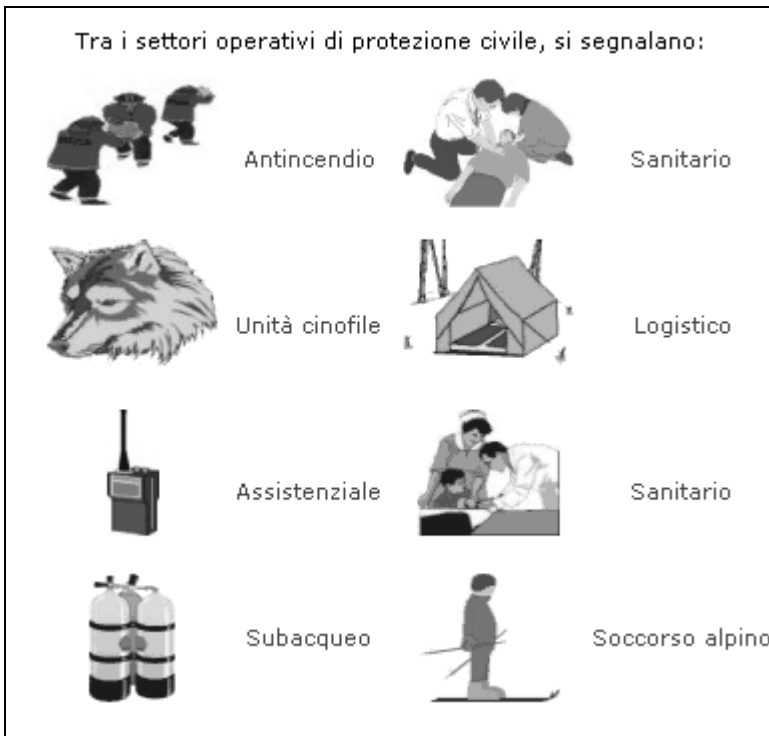 Tra i settori operativi di protezione civile, si segnalano:
Antincendio
Sanitario
Unità cinofile
Logistico
Assistenziale
Sanitario
Subacqueo
Soccorso alpino